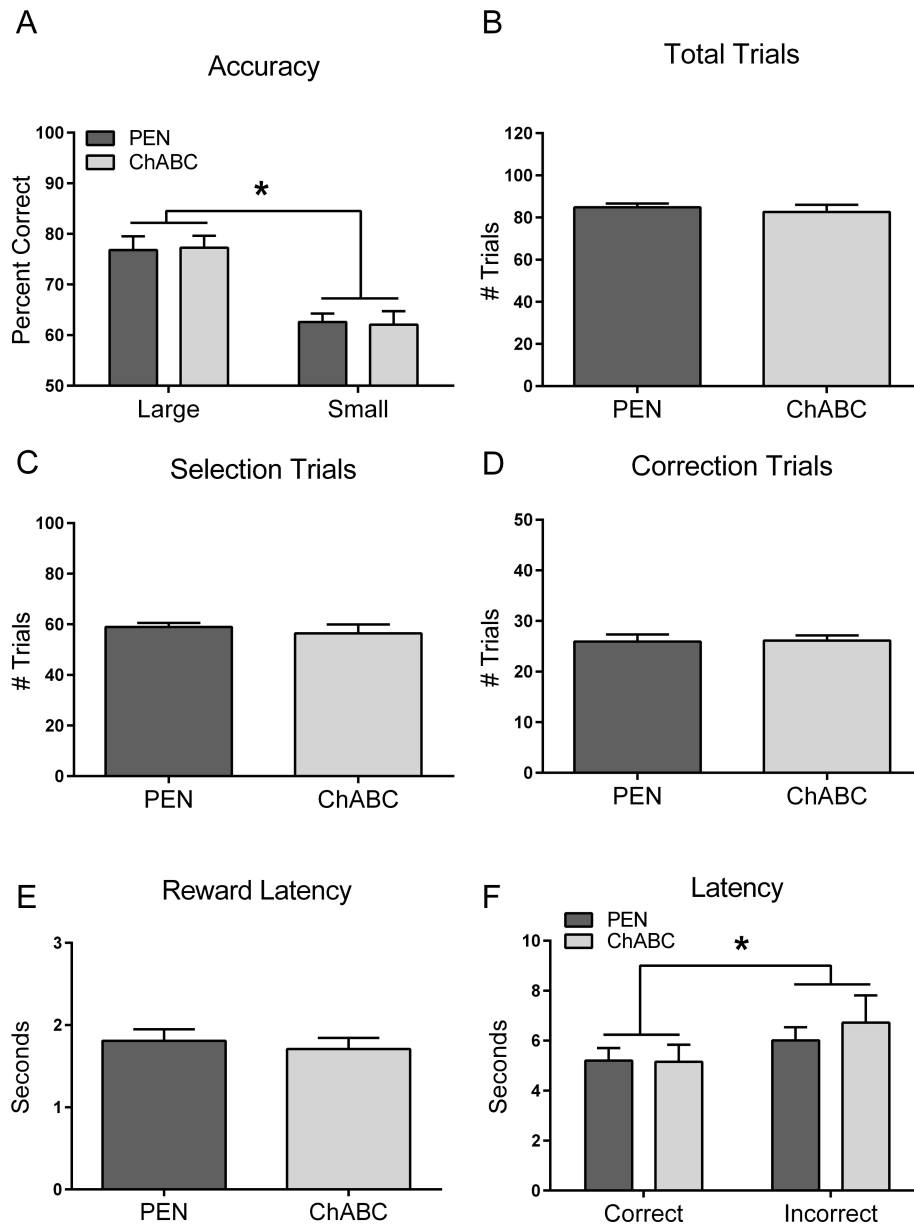 A
Accuracy
PEN
ChABC
*
100
90
80
70
60
50
Percent Correct
Large Small
B
Total Trials
120
100
80
60
40
20
0
# Trials
PEN ChABC
C
Selection Trials
100
80
60
40
20
0
# Trials
PEN ChABC
D
Correction Trials
50
40
30
20
10
0
# Trials
PEN ChABC
E
Reward Latency
3
2
1
0
Seconds
PEN ChABC
F
Latency
PEN
ChABC
*
10
8
6
4
2
0
Seconds
Correct Incorrect